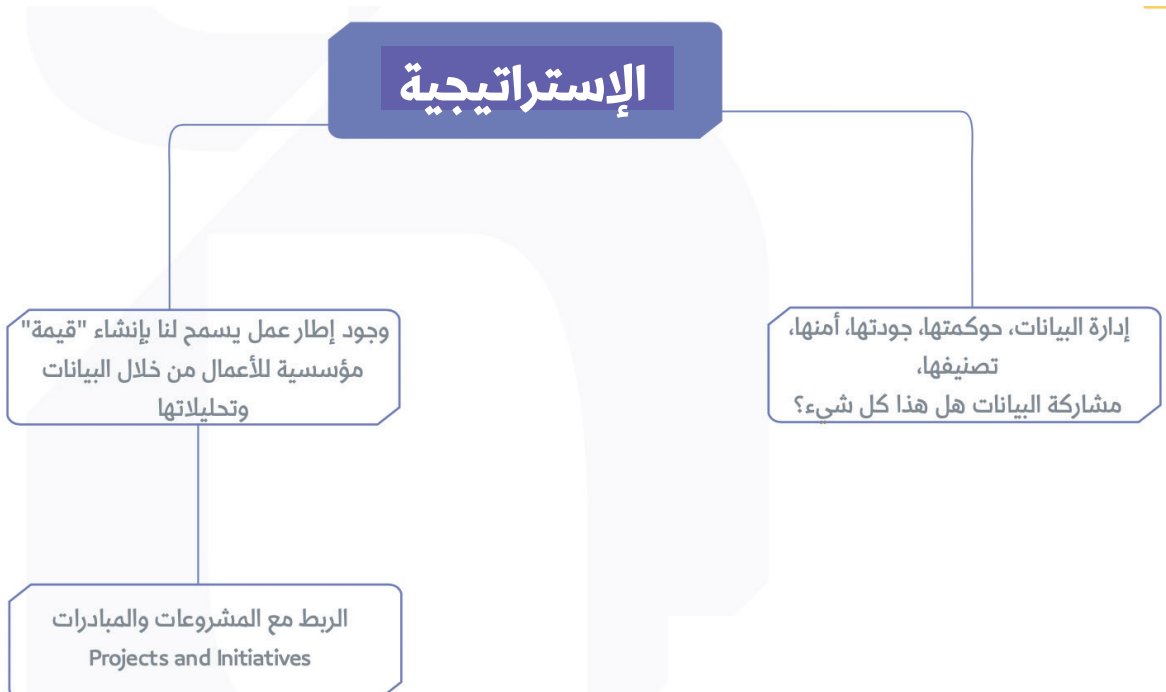 الإستراتيجية
إدارة البيانات، حوكمتها، جودتها، أمنها،
تصنيفها،
مشاركة البيانات هل هذا كل شيء؟
وجود إطار عمل يسمح لنا بإنشاء "قيمة"
مؤسسية للأعمال من خلال البيانات
وتحليلاتها
الربط مع المشروعات والمبادرات
Projects and Initiatives